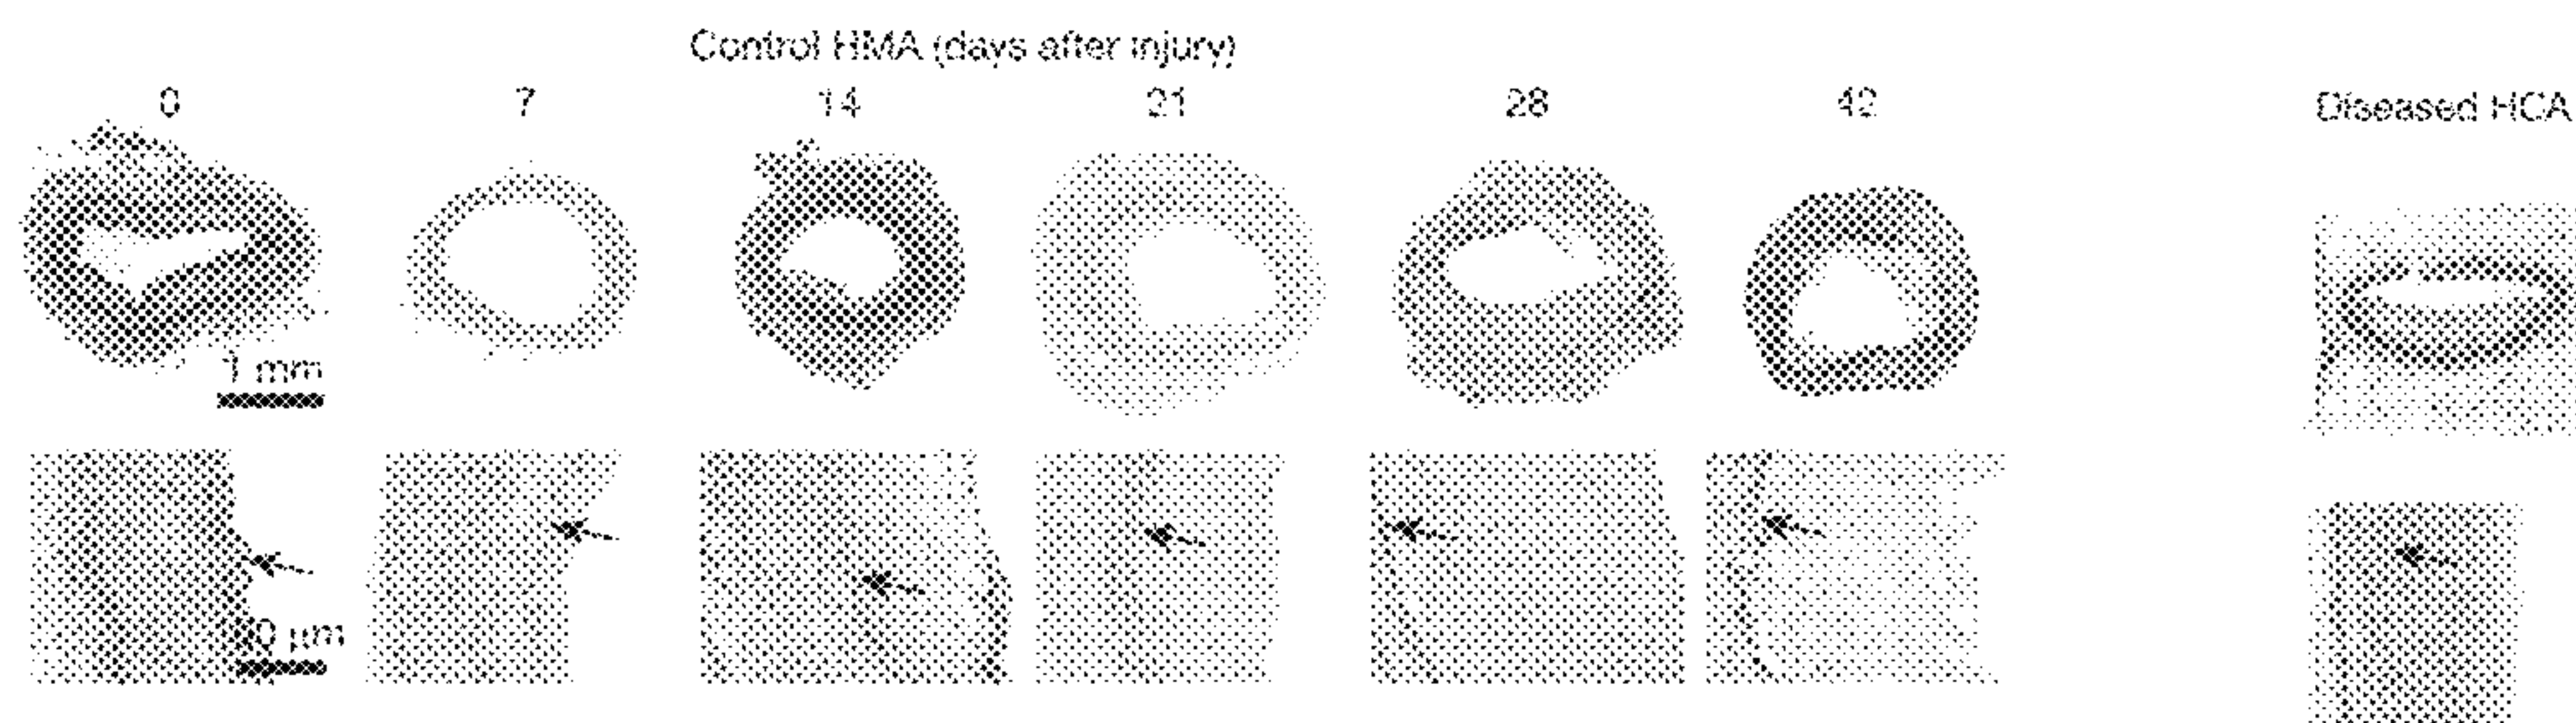 Control HMA (days after injury)
0 7 14 21 28 42 Diseased HCA
1 mm
µm